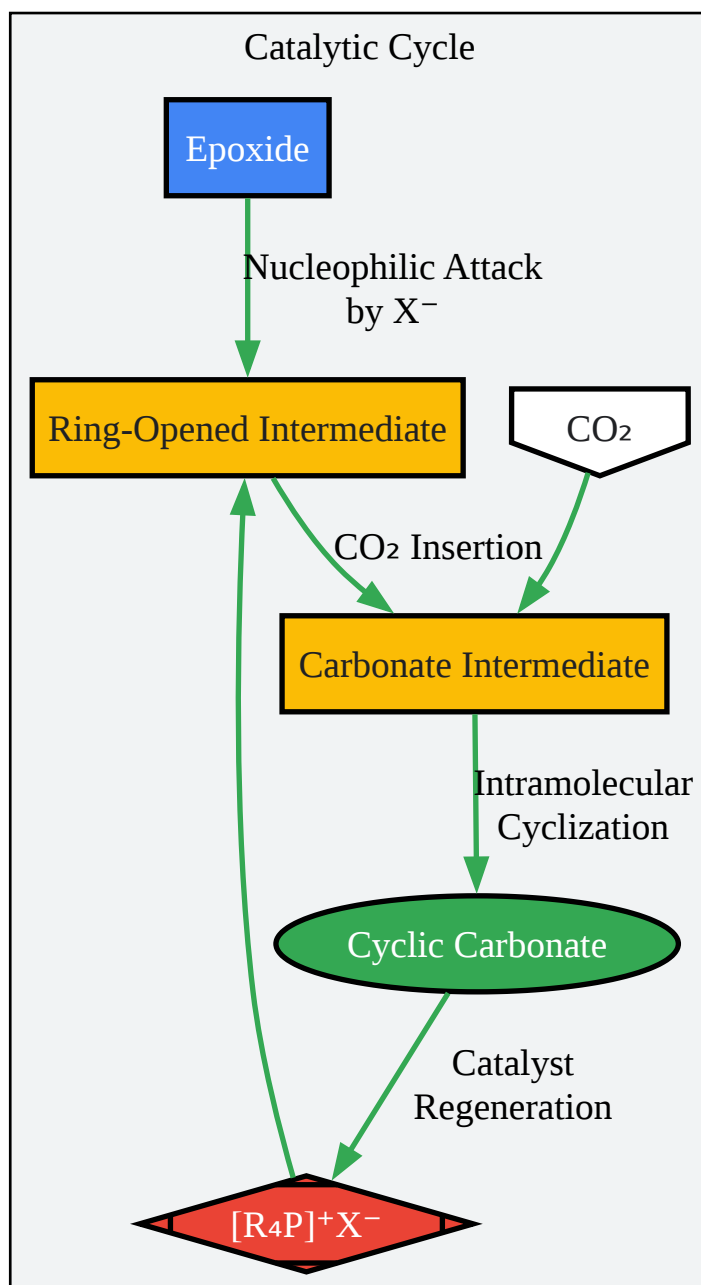 Catalytic Cycle
Epoxide
Nucleophilic Attack
by X⁻
Ring-Opened Intermediate
CO₂
CO₂ Insertion
Carbonate Intermediate
Intramolecular
Cyclization
Cyclic Carbonate
Catalyst
Regeneration
[R₄P]⁺X⁻